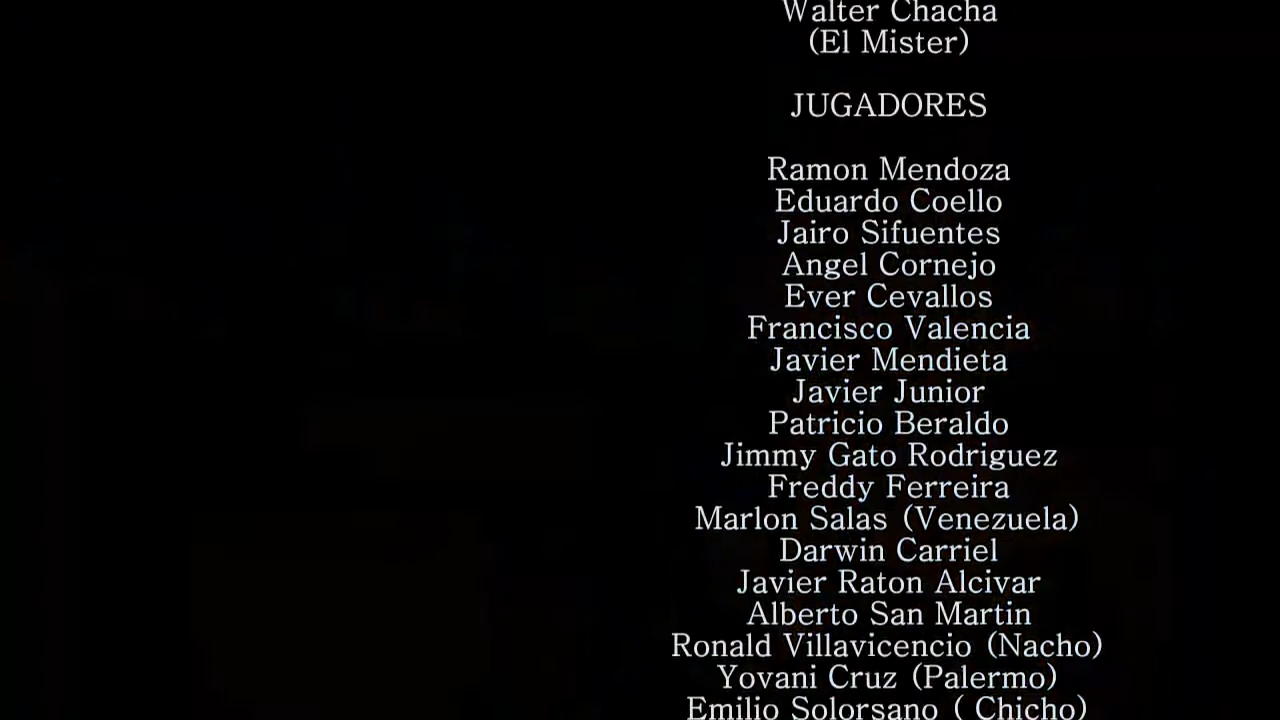 Walter Chacha
(El Mister)
JUGADORES
Ramon Mendoza
Eduardo Coello
Jairo Sifuentes
Angel Cornejo
Ever Cevallos
Francisco Valencia
Javier Mendieta
Javier Junior
Patricio Beraldo
Jimmy Gato Rodriguez
Freddy Ferreira
Marlon Salas (Venezuela)
Darwin Carriel
Javier Raton Alcivar
Alberto San Martin
Ronald Villavicencio (Nacho)
Yovani Cruz (Palermo)
Emilio Solorsano ( Chicho)